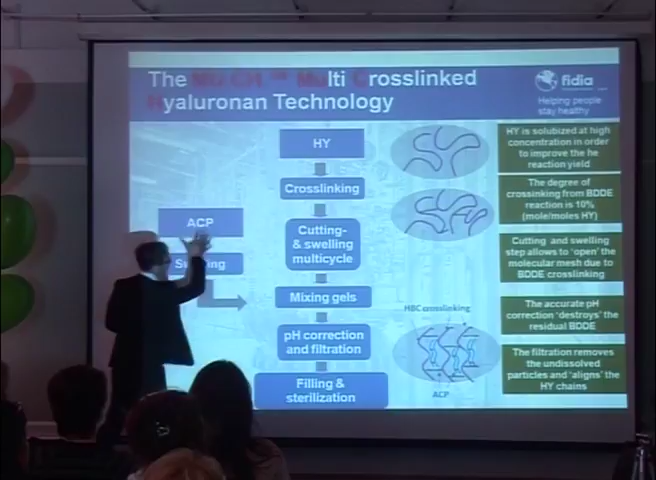 The MU.CH ™ Multi Crosslinked
Hyaluronan Technology
fidia
Helping people
stay healthy
HY
Crosslinking
Cutting-
& swelling
multicycle
ACP
Mixing gels
pH correction
and filtration
Filling &
sterilization
HBC crosslinking
ACP
HY is solubized at high
concentration in order
to improve the he
reaction yield
The degree of
crossinking from BDDE
reaction is 10%
(mole/moles HY)
Cutting and swelling
step allows to 'open' the
molecular mesh due to
BDDE crosslinking
The accurate pH
correction 'destroys' the
residual BDDE
The filtration removes
the undissolved
particles and 'aligns' the
HY chains